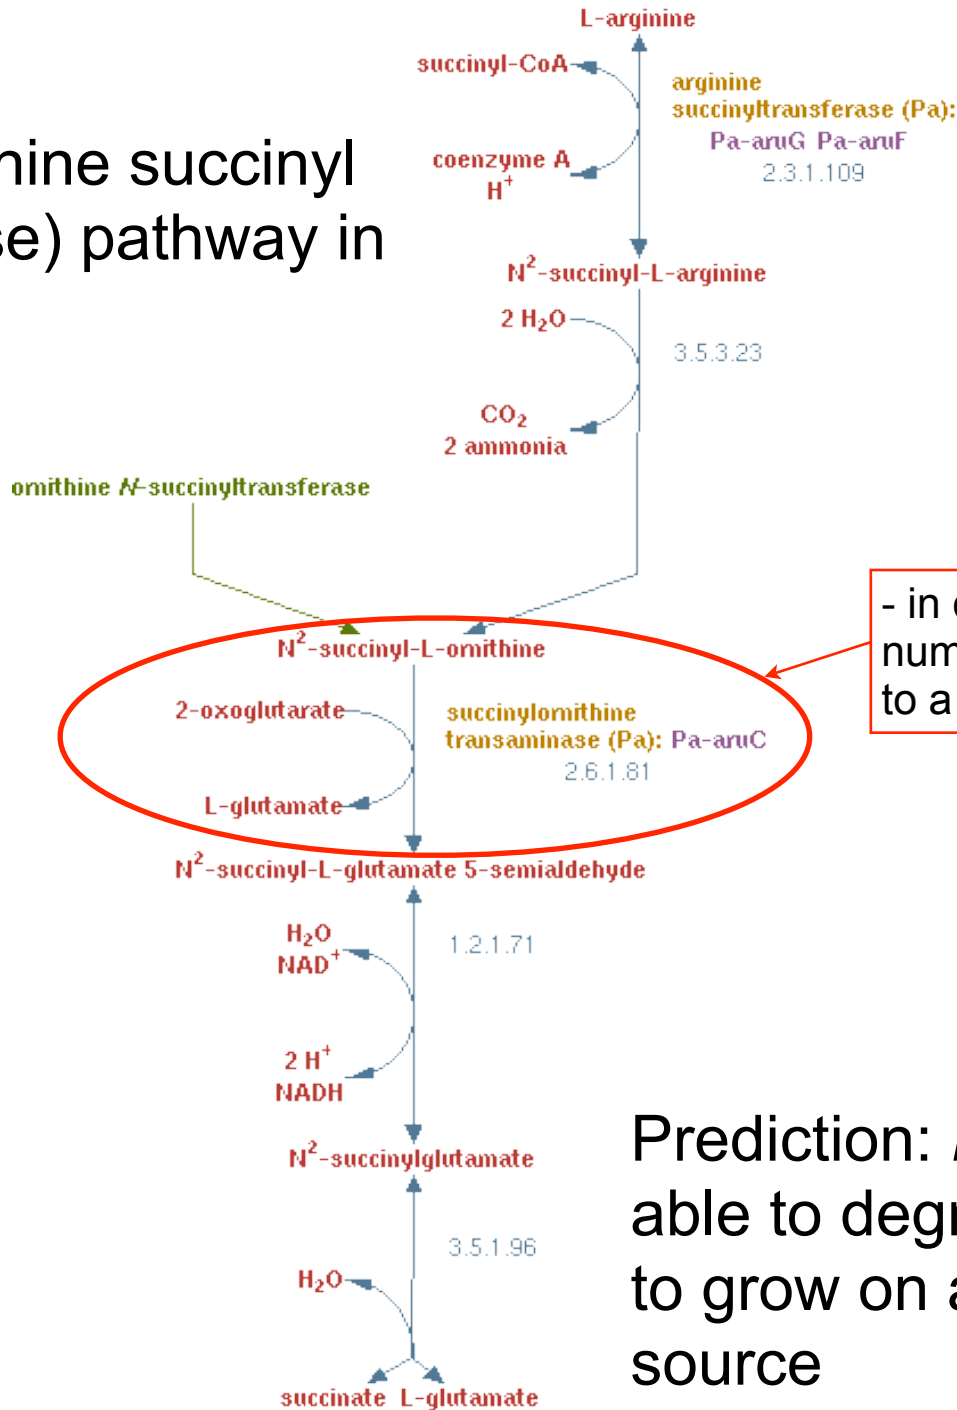 L-arginine
succinyl-CoA
arginine
succinyltransferase (Pa):
Pa-aruG Pa-aruF
2.3.1.109
coenzyme A
H⁺
nine succinyl
se) pathway in
N²-succinyl-L-arginine
2 H₂O
3.5.3.23
CO₂
2 ammonia
ornithine N-succinyltransferase
- in
num
to a
N²-succinyl-L-ornithine
2-oxoglutarate
succinylornithine
transaminase (Pa): Pa-aruC
2.6.1.81
L-glutamate
N²-succinyl-L-glutamate 5-semialdehyde
H₂O
NAD⁺
1.2.1.71
2 H⁺
NADH
N²-succinylglutamate
3.5.1.96
H₂O
succinate L-glutamate
Prediction:
able to degr
to grow on a
source